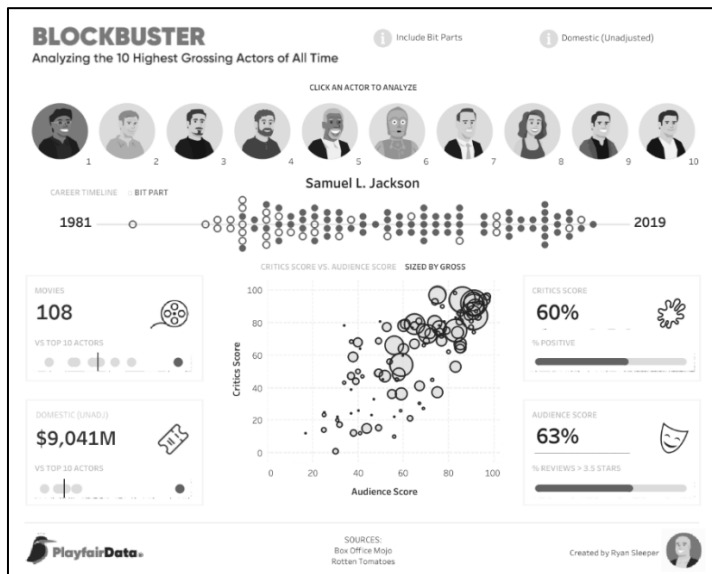 BLOCKBUSTER
Analyzing the 10 Highest Grossing Actors of All Time
i Include Bit Parts
i Domestic (Unadjusted)
CLICK AN ACTOR TO ANALYZE
1 2 3 4 5 6 7 8 9 10
Samuel L. Jackson
CAREER TIMELINE BIT PART
1981 2019
MOVIES
108
VS TOP 10 ACTORS
DOMESTIC (UNADJ.)
$9,041M
VS TOP 10 ACTORS
CRITICS SCORE VS. AUDIENCE SCORE SIZED BY GROSS
Critics Score
100
80
60
40
20
0
0 20 30 40 60 80 100
Audience Score
CRITICS SCORE
60%
% POSITIVE
AUDIENCE SCORE
63%
% REVIEWS > 3.5 STARS
PlayfairData
SOURCES:
Box Office Mojo
Rotten Tomatoes
Created by Ryan Sleeper